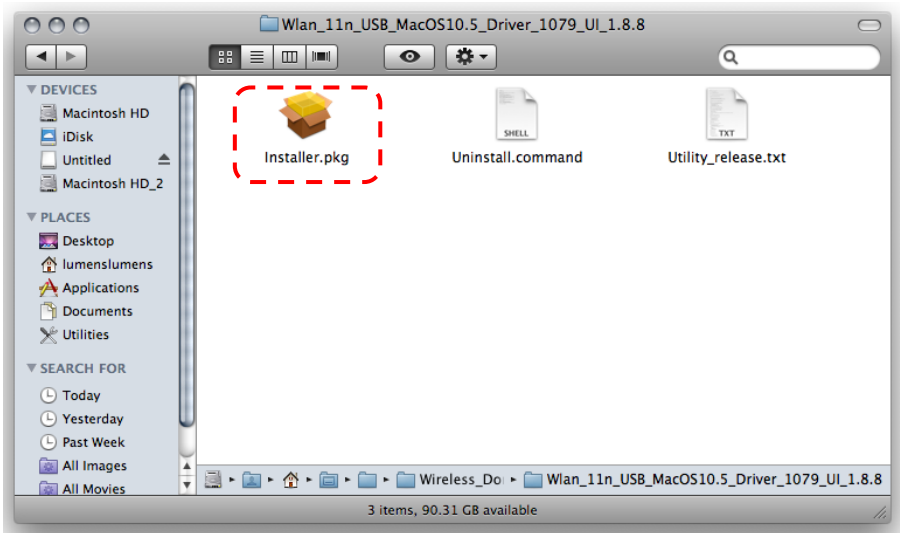 Wlan_11n_USB_MacOS10.5_Driver_1079_UI_1.8.8
DEVICES
Macintosh HD
iDisk
Untitled
Macintosh HD_2
PLACES
Desktop
lumenslumens
Applications
Documents
Utilities
SEARCH FOR
Today
Yesterday
Past Week
All Images
All Movies
Installer.pkg
SHELL
Uninstall.command
TXT
Utility_release.txt
Wireless_Do Wlan_11n_USB_MacOS10.5_Driver_1079_UI_1.8.8
3 items, 90.31 GB available